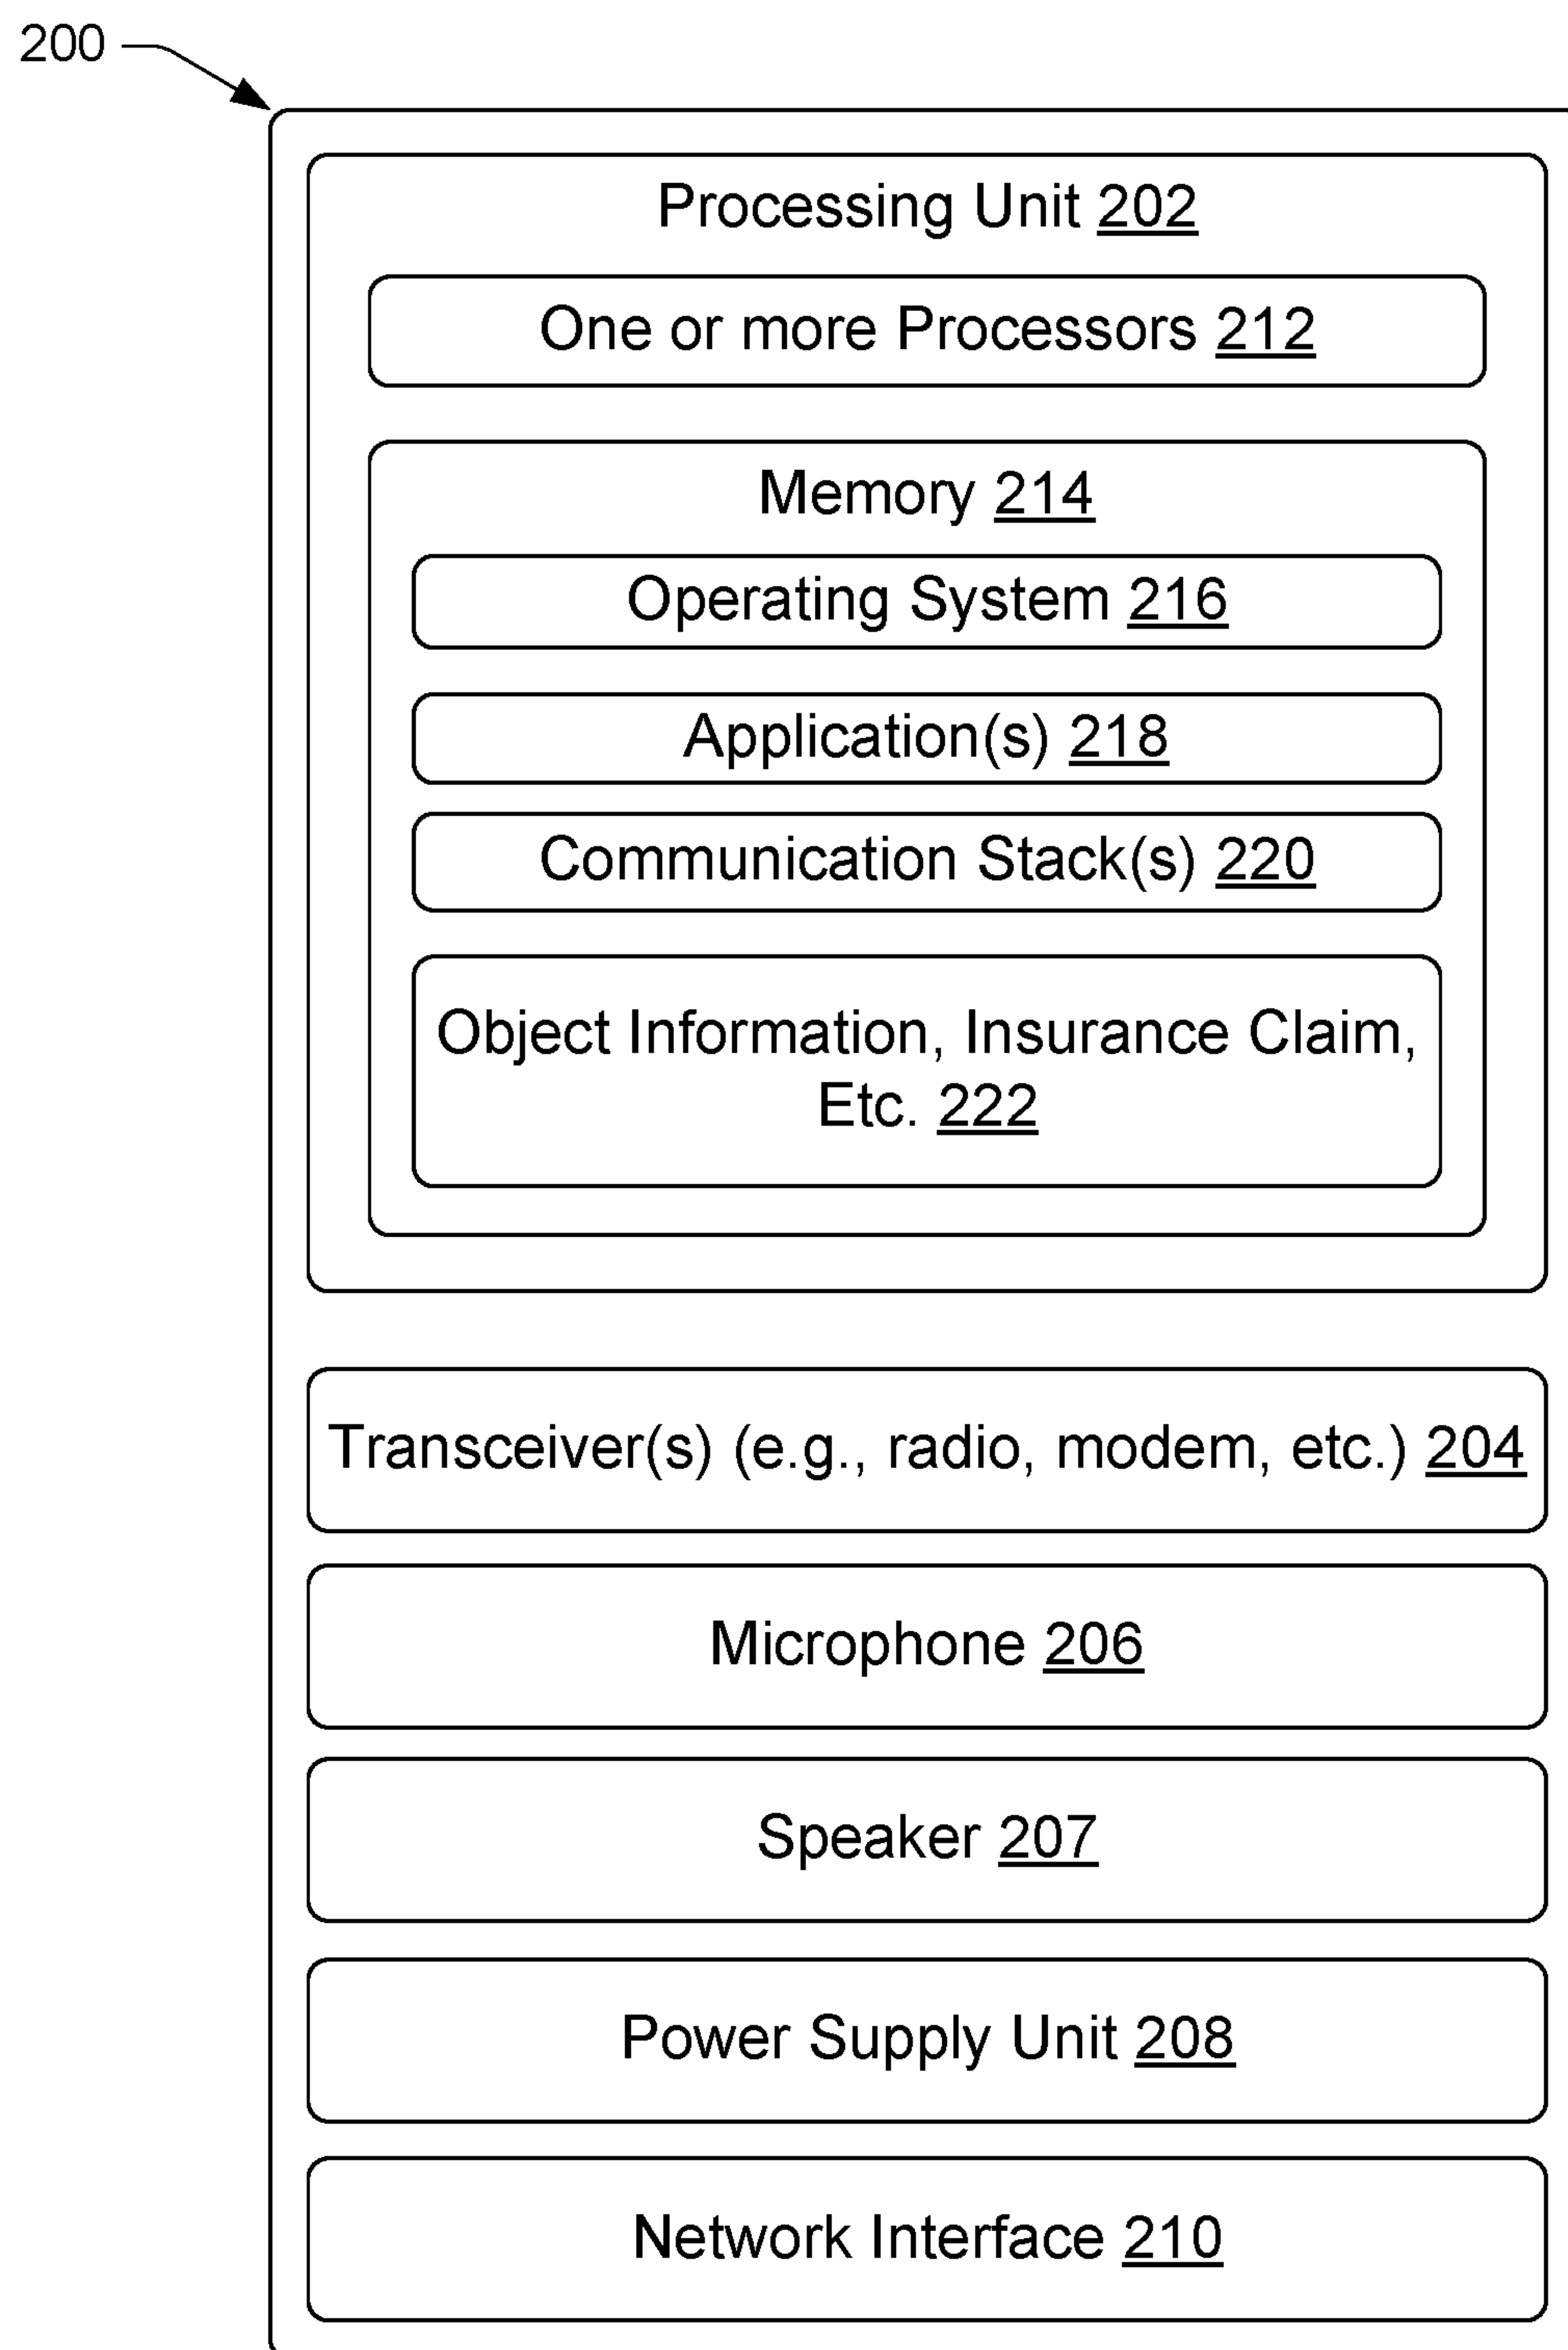 200
Processing Unit 202
One or more Processors 212
Memory 214
Operating System 216
Application(s) 218
Communication Stack(s) 220
Object Information, Insurance Claim,
Etc. 222
Transceiver(s) (e.g., radio, modem, etc.) 204
Microphone 206
Speaker 207
Power Supply Unit 208
Network Interface 210